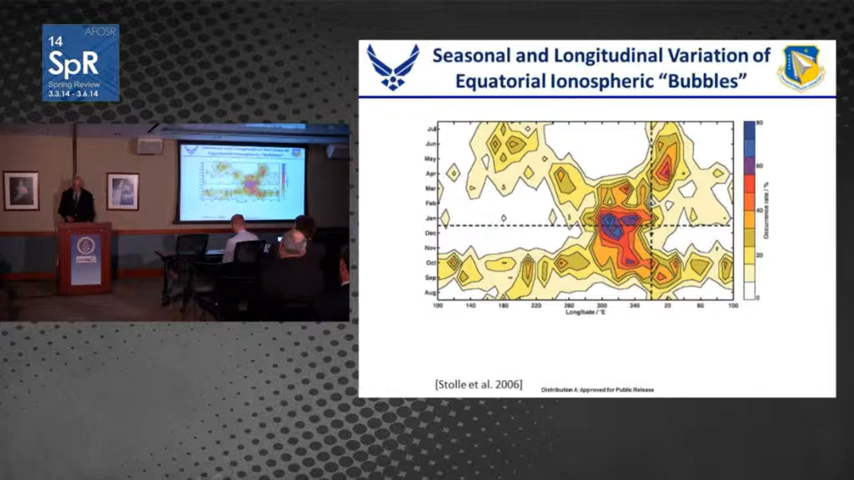 AFOSR
14
SpR
Spring Review
3.3.14 - 3.6.14
Seasonal and Longitudinal Variation of
Equatorial Ionospheric “Bubbles”
Jul
Jun
May
Apr
Mar
Feb
Jan
Dec
Nov
Oct
Sep
Aug
100 140 180 220 260 300 340 20 60 100
Longitude / °E
80
60
40
20
0
Occurrence rate / %
[Stolle et al. 2006]
Distribution A: Approved for Public Release